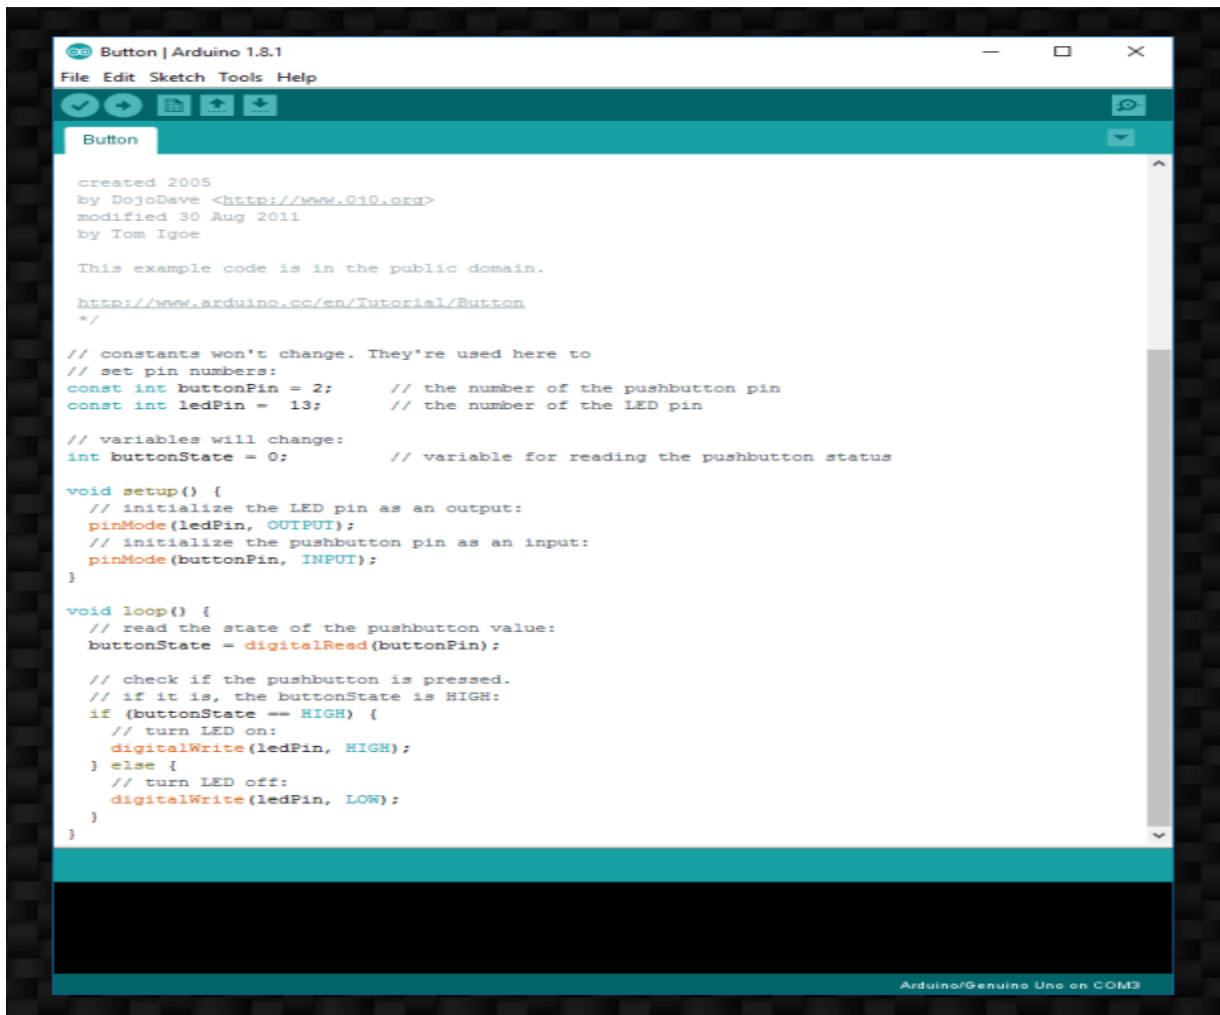 Button | Arduino 1.8.1
File Edit Sketch Tools Help
Button
created 2005
by DojoDave <http://www.0j0.org>
modified 30 Aug 2011
by Tom Igoe
This example code is in the public domain.
http://www.arduino.cc/en/Tutorial/Button
*/
// constants won't change. They're used here to
// set pin numbers:
const int buttonPin = 2;     // the number of the pushbutton pin
const int ledPin =  13;      // the number of the LED pin
// variables will change:
int buttonState = 0;         // variable for reading the pushbutton status
void setup() {
  // initialize the LED pin as an output:
  pinMode(ledPin, OUTPUT);
  // initialize the pushbutton pin as an input:
  pinMode(buttonPin, INPUT);
}
void loop() {
  // read the state of the pushbutton value:
  buttonState = digitalRead(buttonPin);
  // check if the pushbutton is pressed.
  // if it is, the buttonState is HIGH:
  if (buttonState == HIGH) {
    // turn LED on:
    digitalWrite(ledPin, HIGH);
  } else {
    // turn LED off:
    digitalWrite(ledPin, LOW);
  }
}
Arduino/Genuino Uno on COM3